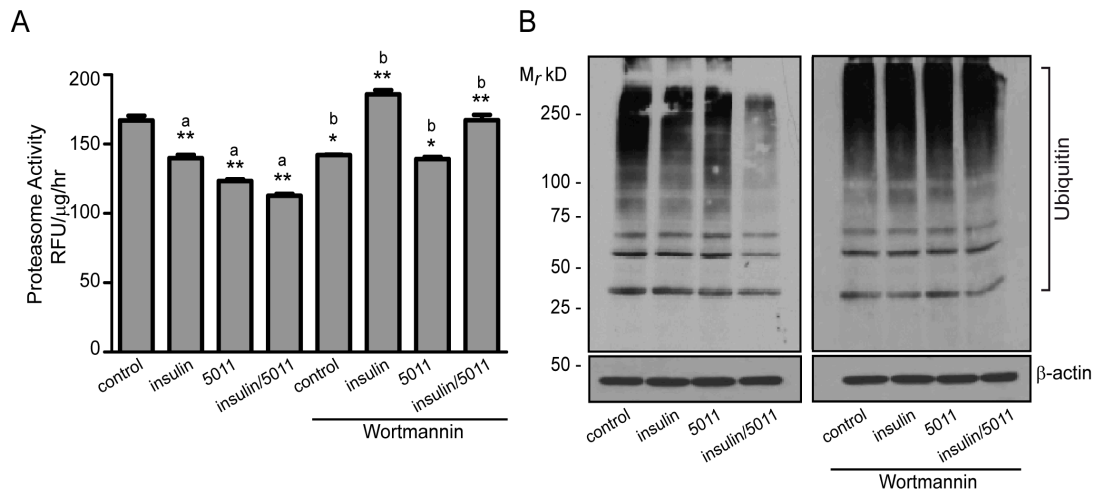 A
Proteasome Activity
RFU/μg/hr
200
150
100
50
0
a
**
a
**
a
**
b
*
b
**
b
*
b
**
control
insulin
5011
insulin/5011
control
insulin
5011
insulin/5011
Wortmannin
B
Mr kD
250 -
100 -
75 -
50 -
25 -
50 -
Ubiquitin
β-actin
control
insulin
5011
insulin/5011
control
insulin
5011
insulin/5011
Wortmannin